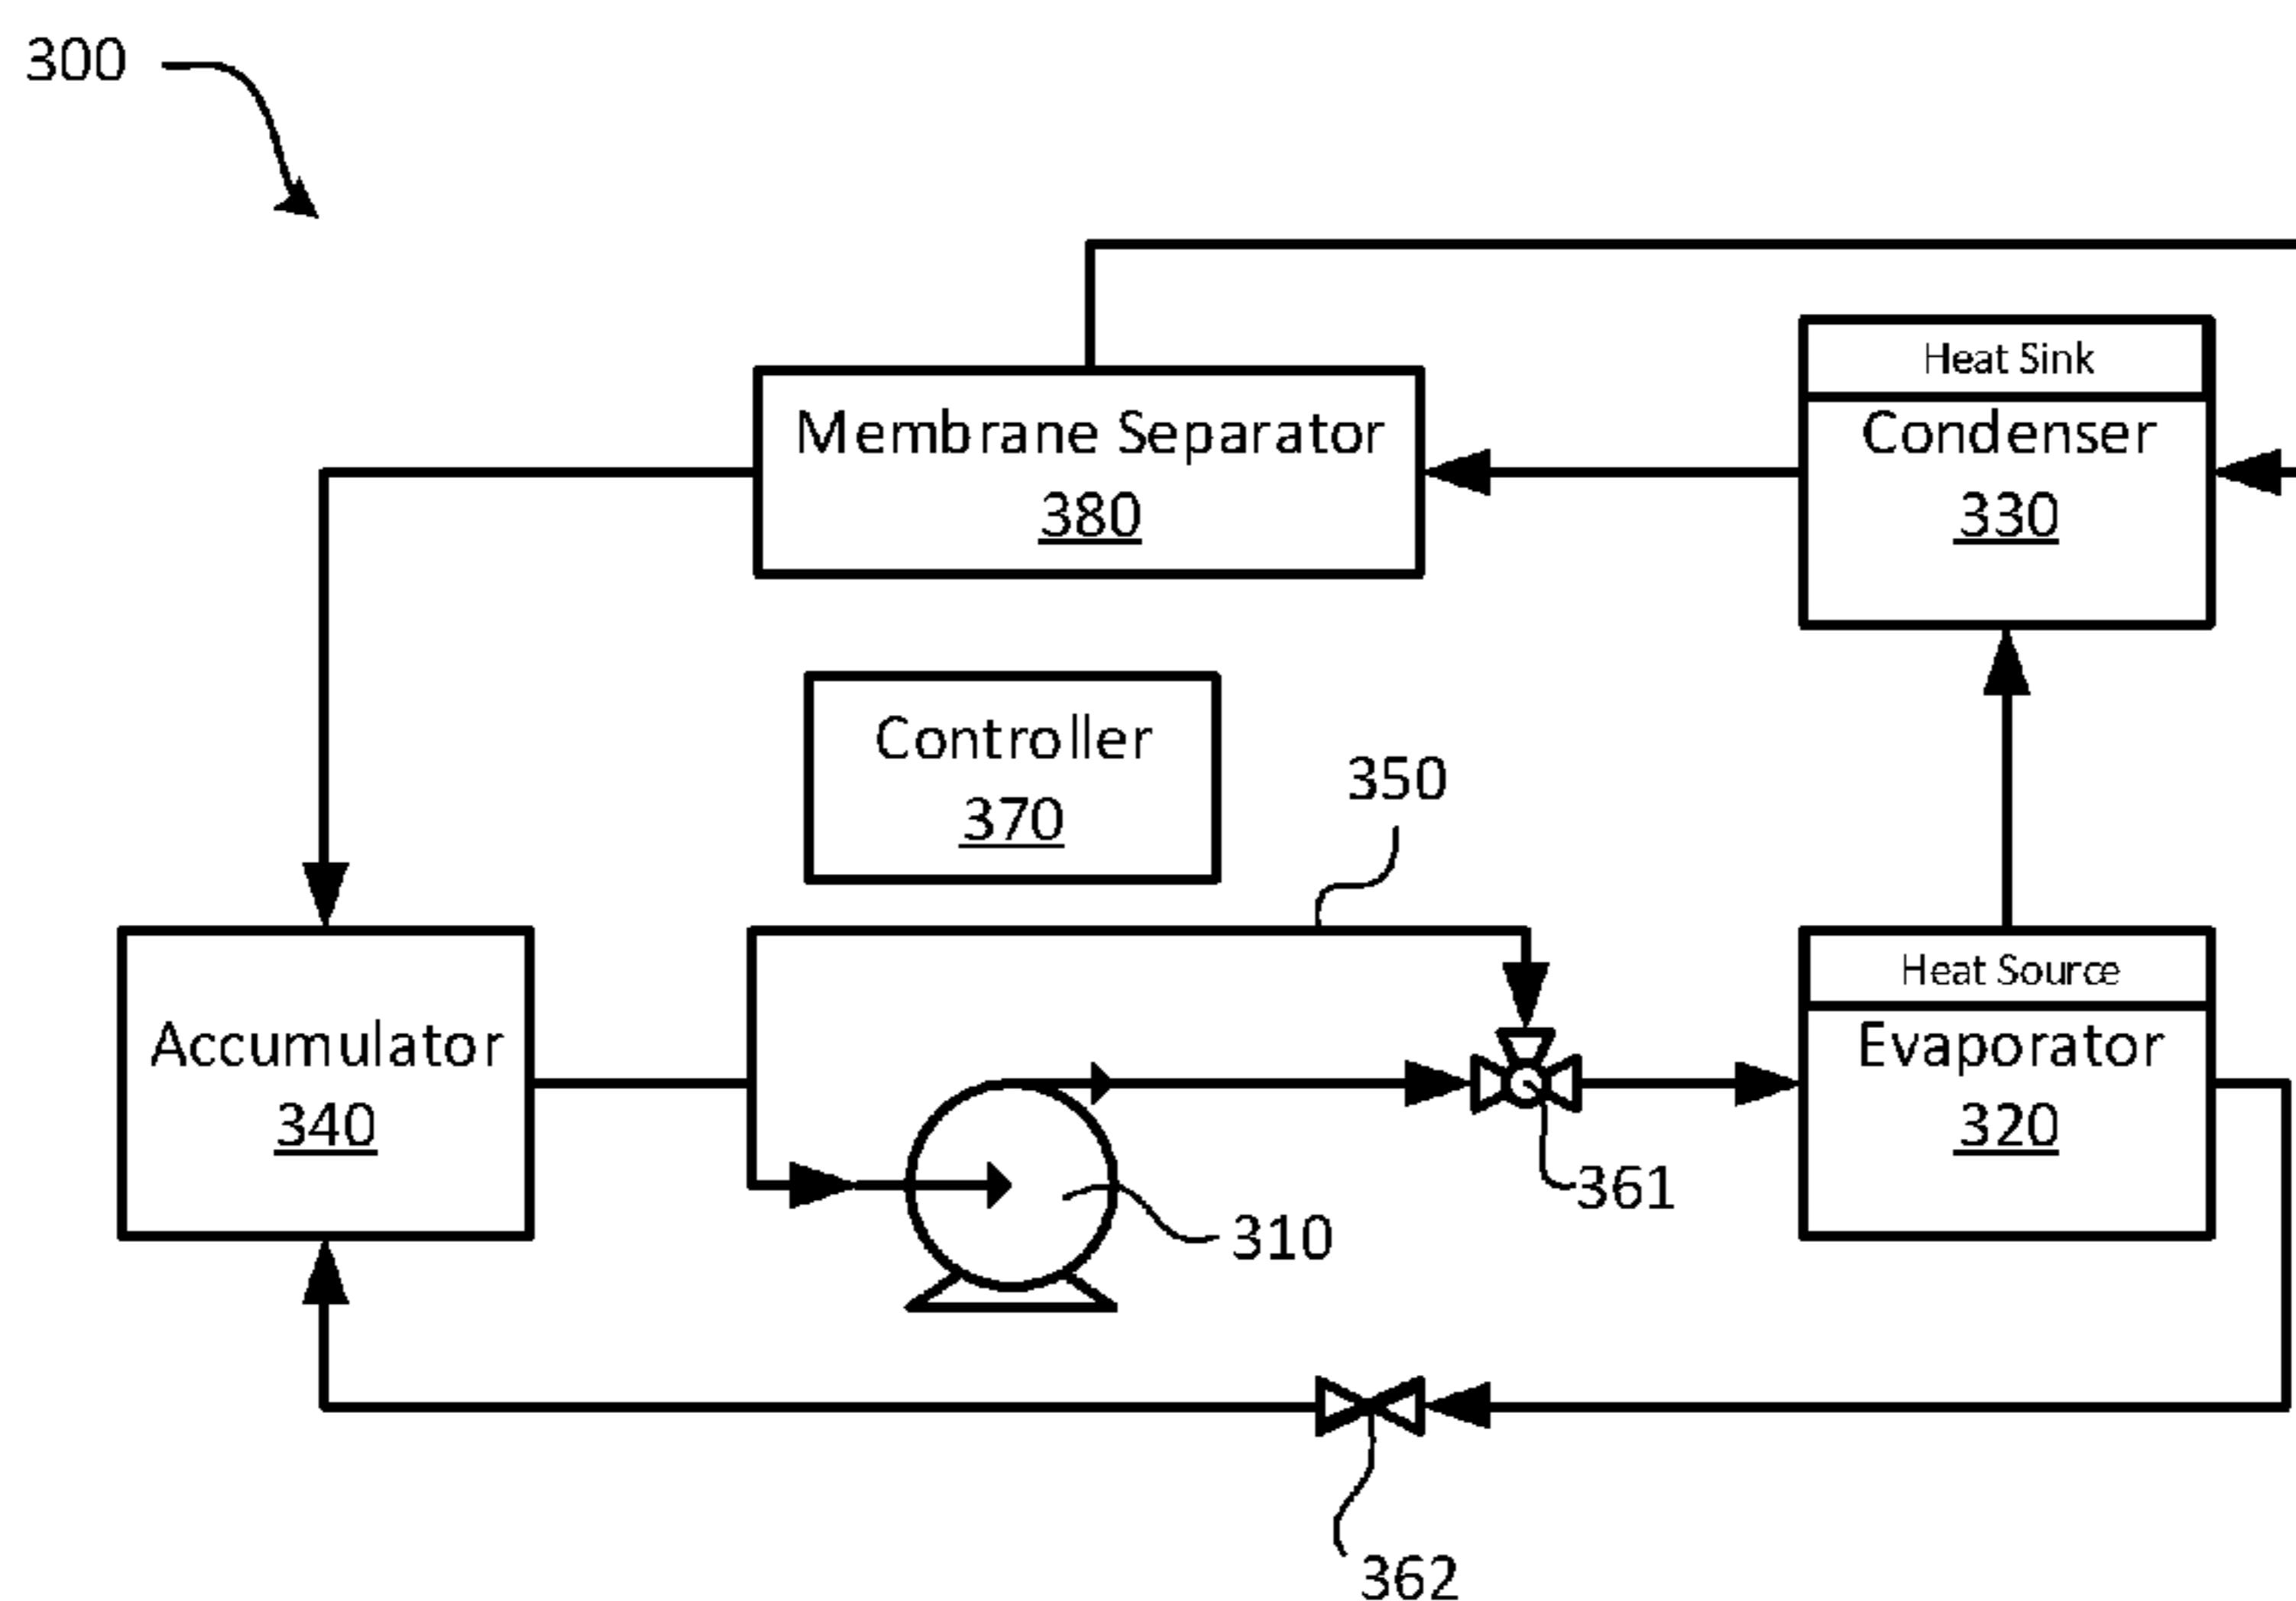 300
Heat Sink
Membrane Separator
Condenser
380
330
Controller
370
350
Heat Source
Accumulator
Evaporator
340
320
361
310
362